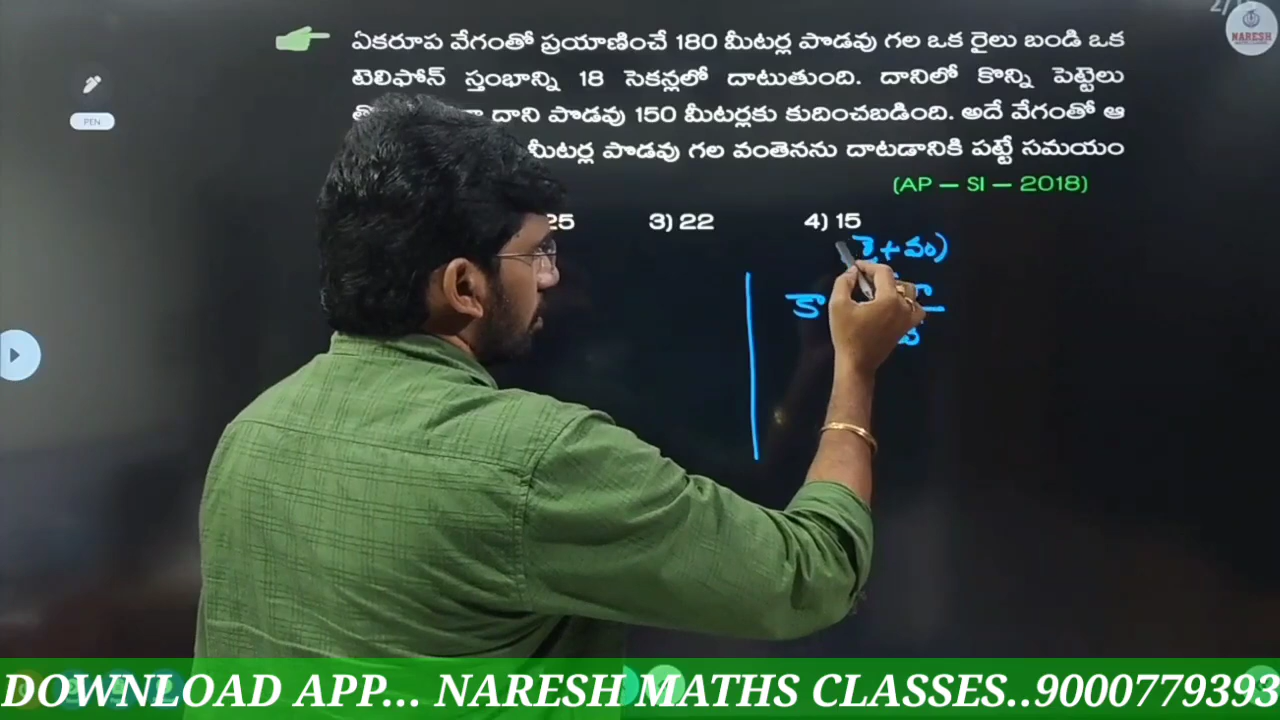 NARESH
ఏకరూప వేగంతో ప్రయాణించే 180 మీటర్ల పొడవు గల ఒక రైలు బండి ఒక
PEN
టెలిఫోన్ స్తంభాన్ని 18 సెకన్లలో దాటుతుంది. దానిలో కొన్ని పెట్టెలు
దాని పొడవు 150 మీటర్లకు కుదించబడింది. అదే వేగంతో ఆ
మీటర్ల పొడవు గల వంతెనను దాటడానికి పట్టే సమయం
(AP – SI – 2018)
25 3) 22 4) 15
రై + వం)
కా
DOWNLOAD APP... NARESH MATHS CLASSES..9000779393